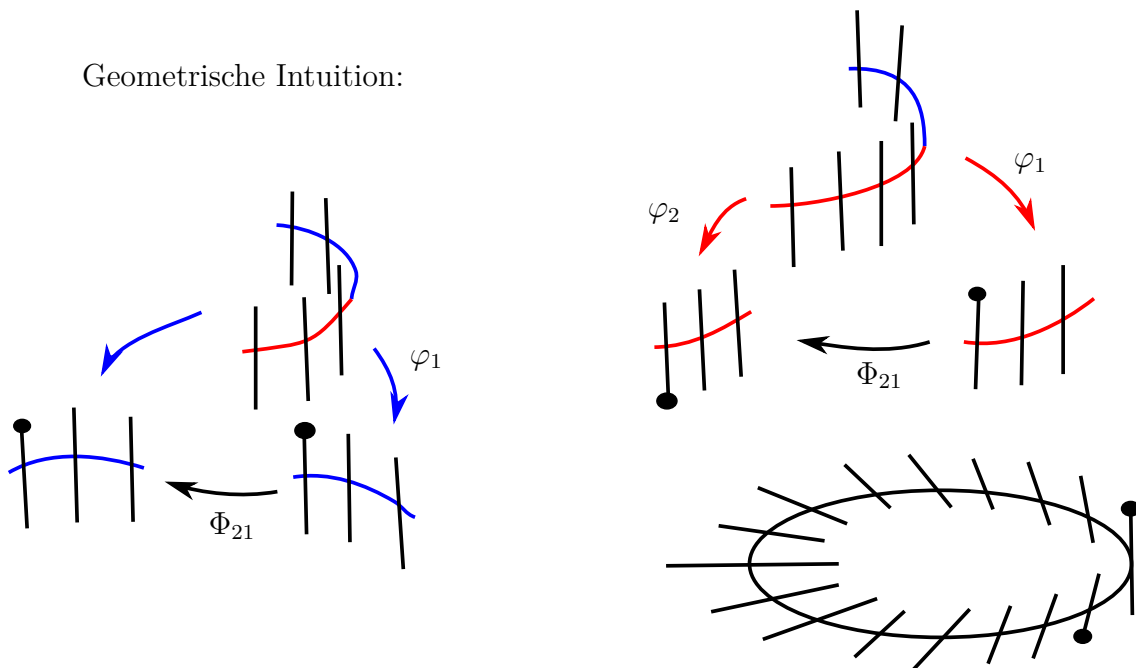 Geometrische Intuition:
φ₁
φ₂
φ₁
Φ₂₁
Φ₂₁